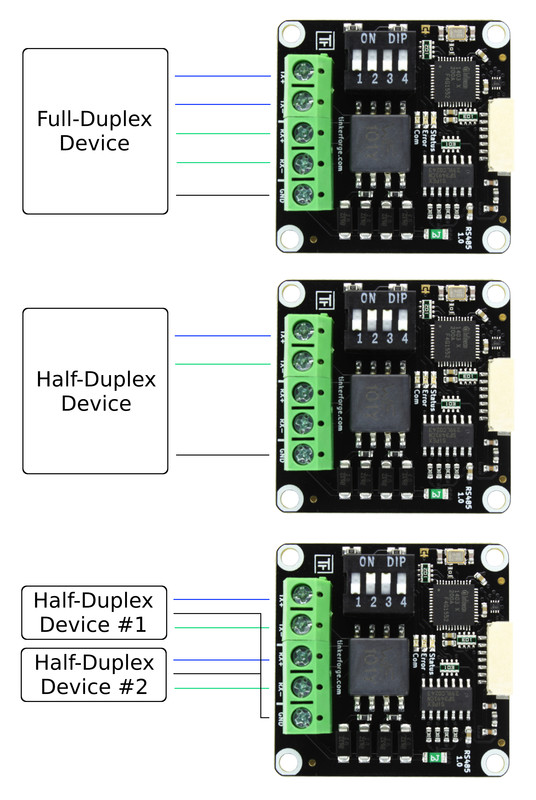 Full-Duplex
Device
ON DIP
1 2 3 4
TX+
TX-
RX+
RX-
GND
tinkerforge.com
Com
Error
Status
RS485
1.0
Half-Duplex
Device
ON DIP
1 2 3 4
TX+
TX-
RX+
RX-
GND
tinkerforge.com
Com
Error
Status
RS485
1.0
Half-Duplex
Device #1
Half-Duplex
Device #2
ON DIP
1 2 3 4
TX+
TX-
RX+
RX-
GND
tinkerforge.com
Com
Error
Status
RS485
1.0